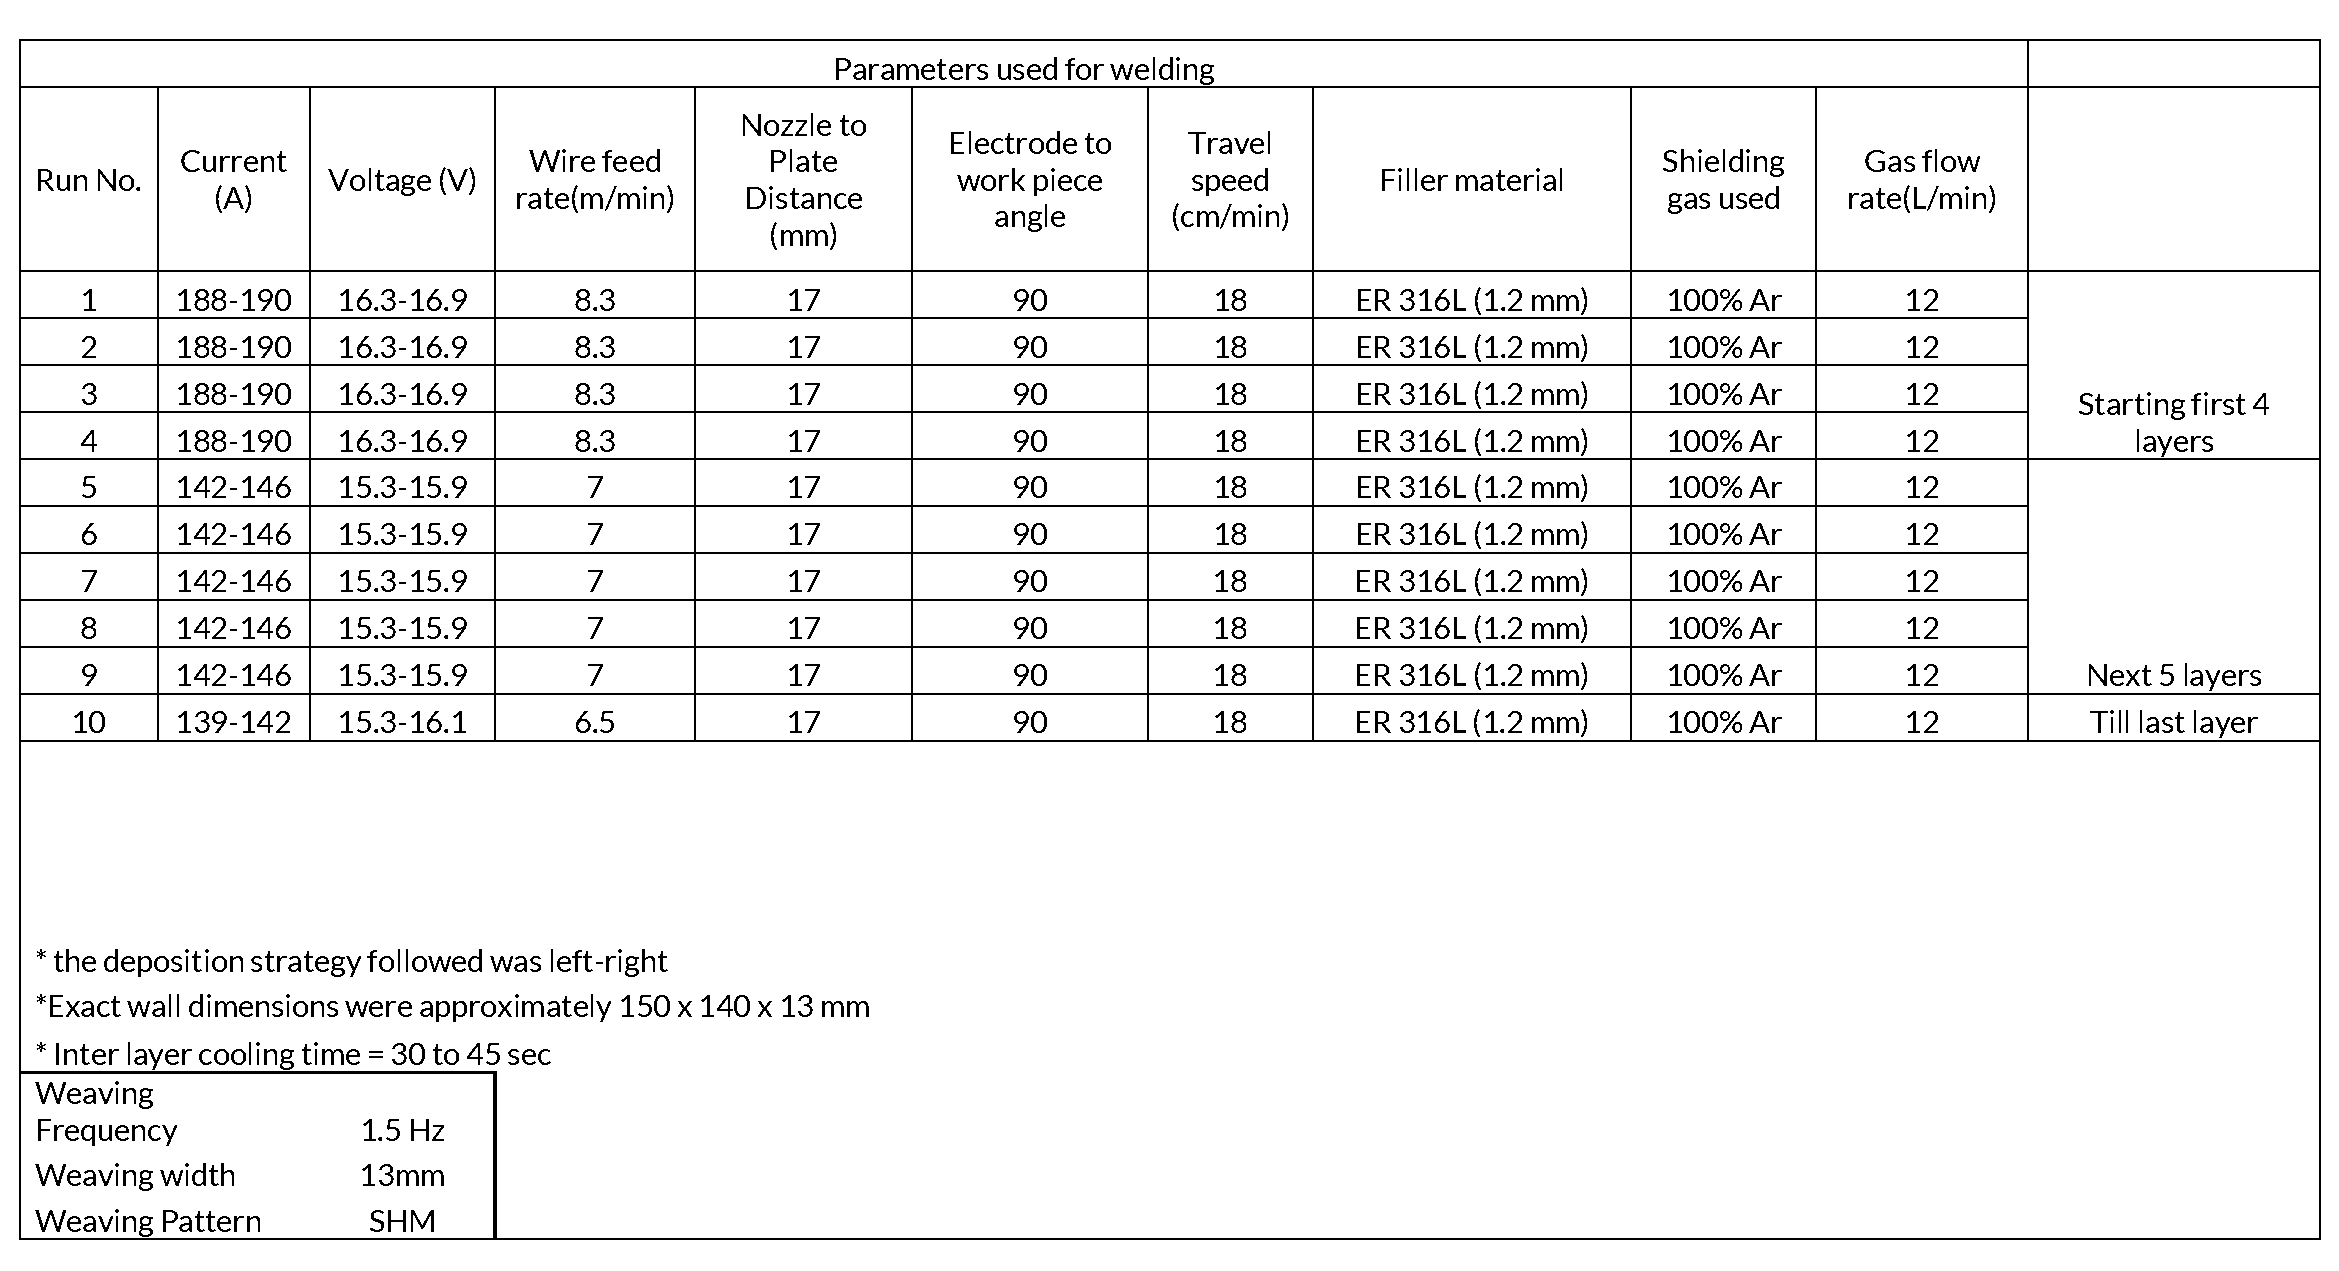 Parameters used for welding
Run No. Current (A) Voltage (V) Wire feed rate(m/min) Nozzle to Plate Distance (mm) Electrode to work piece angle Travel speed (cm/min) Filler material Shielding gas used Gas flow rate(L/min)
1 188-190 16.3-16.9 8.3 17 90 18 ER 316L (1.2 mm) 100% Ar 12
2 188-190 16.3-16.9 8.3 17 90 18 ER 316L (1.2 mm) 100% Ar 12
3 188-190 16.3-16.9 8.3 17 90 18 ER 316L (1.2 mm) 100% Ar 12
4 188-190 16.3-16.9 8.3 17 90 18 ER 316L (1.2 mm) 100% Ar 12
Starting first 4
layers
5 142-146 15.3-15.9 7 17 90 18 ER 316L (1.2 mm) 100% Ar 12
6 142-146 15.3-15.9 7 17 90 18 ER 316L (1.2 mm) 100% Ar 12
7 142-146 15.3-15.9 7 17 90 18 ER 316L (1.2 mm) 100% Ar 12
8 142-146 15.3-15.9 7 17 90 18 ER 316L (1.2 mm) 100% Ar 12
9 142-146 15.3-15.9 7 17 90 18 ER 316L (1.2 mm) 100% Ar 12 Next 5 layers
10 139-142 15.3-16.1 6.5 17 90 18 ER 316L (1.2 mm) 100% Ar 12 Till last layer
* the deposition strategy followed was left-right
*Exact wall dimensions were approximately 150 x 140 x 13 mm
* Inter layer cooling time = 30 to 45 sec
Weaving
Frequency 1.5 Hz
Weaving width 13mm
Weaving Pattern SHM